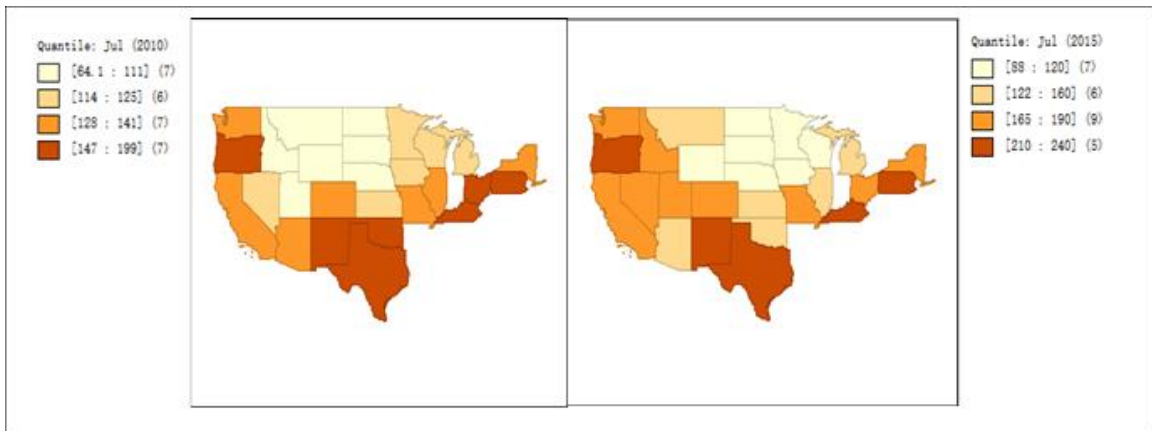 Quantile: Jul (2010)
[64.1 : 111] (7)
[114 : 125] (6)
[128 : 141] (7)
[147 : 199] (7)
Quantile: Jul (2015)
[88 : 120] (7)
[122 : 160] (6)
[165 : 190] (9)
[210 : 240] (5)